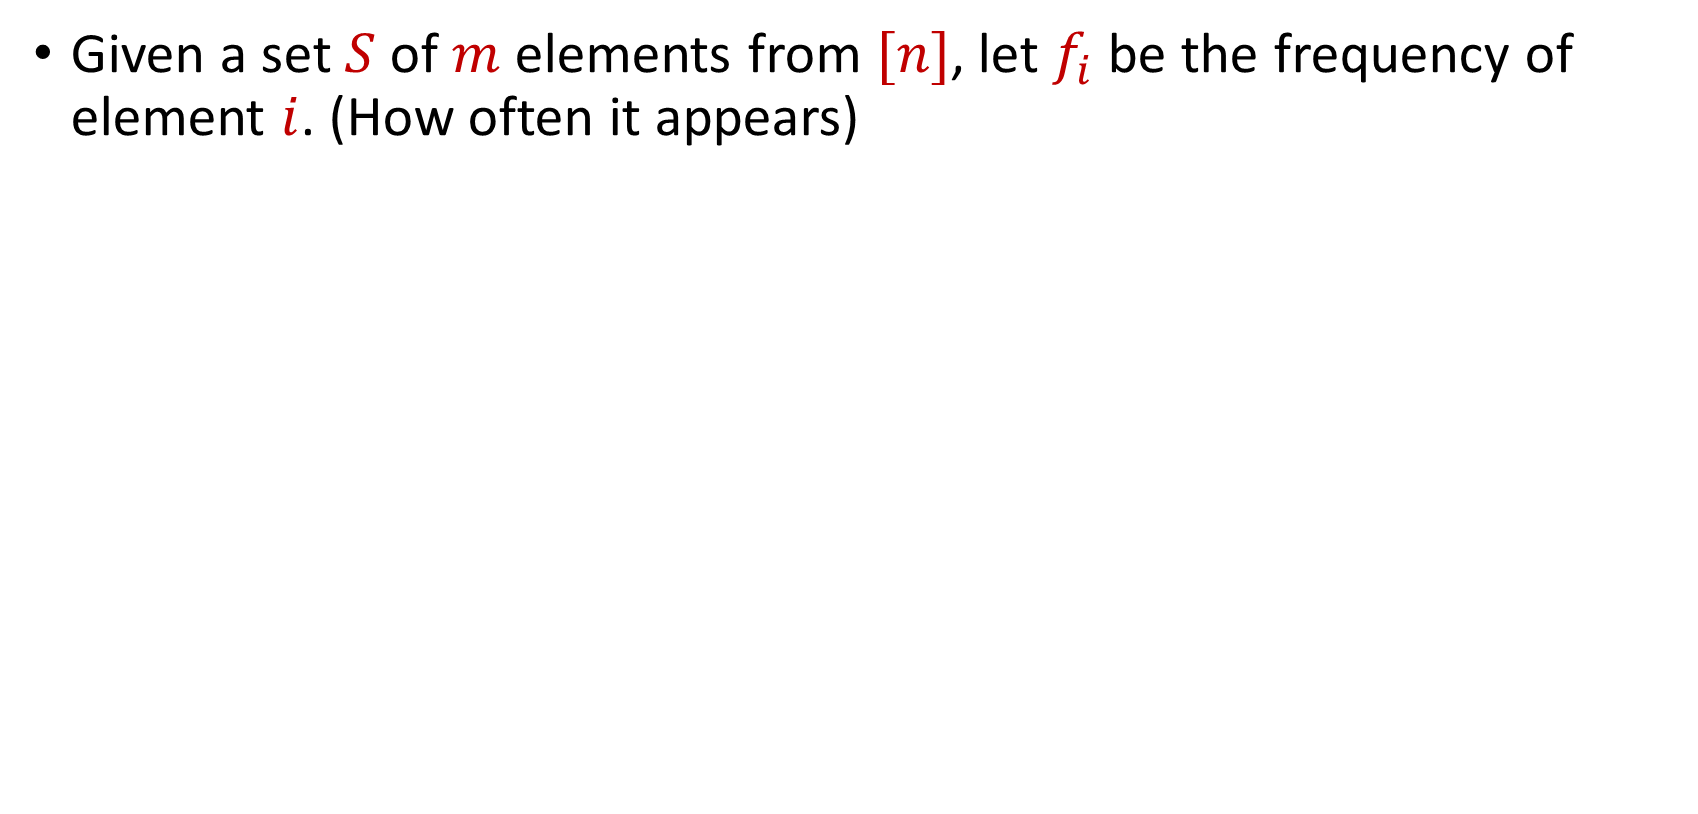 • Given a set S of m elements from [n], let fᵢ be the frequency of
element i. (How often it appears)